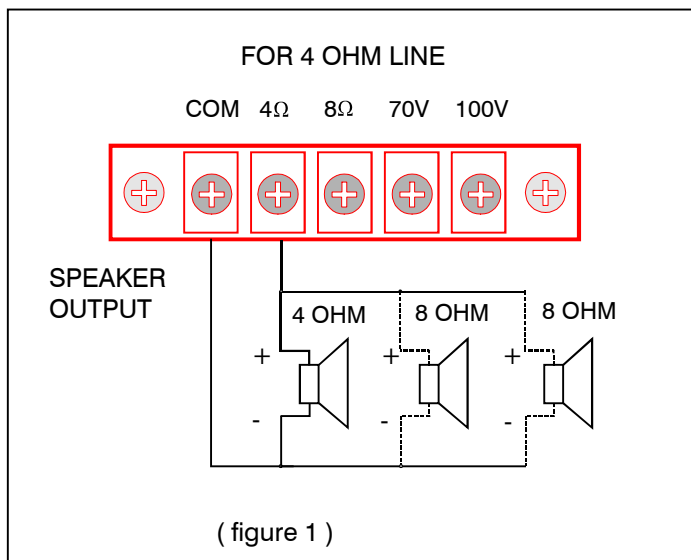 FOR 4 OHM LINE
COM 4Ω 8Ω 70V 100V
SPEAKER
OUTPUT
4 OHM 8 OHM 8 OHM
+ + +
- - -
( figure 1 )